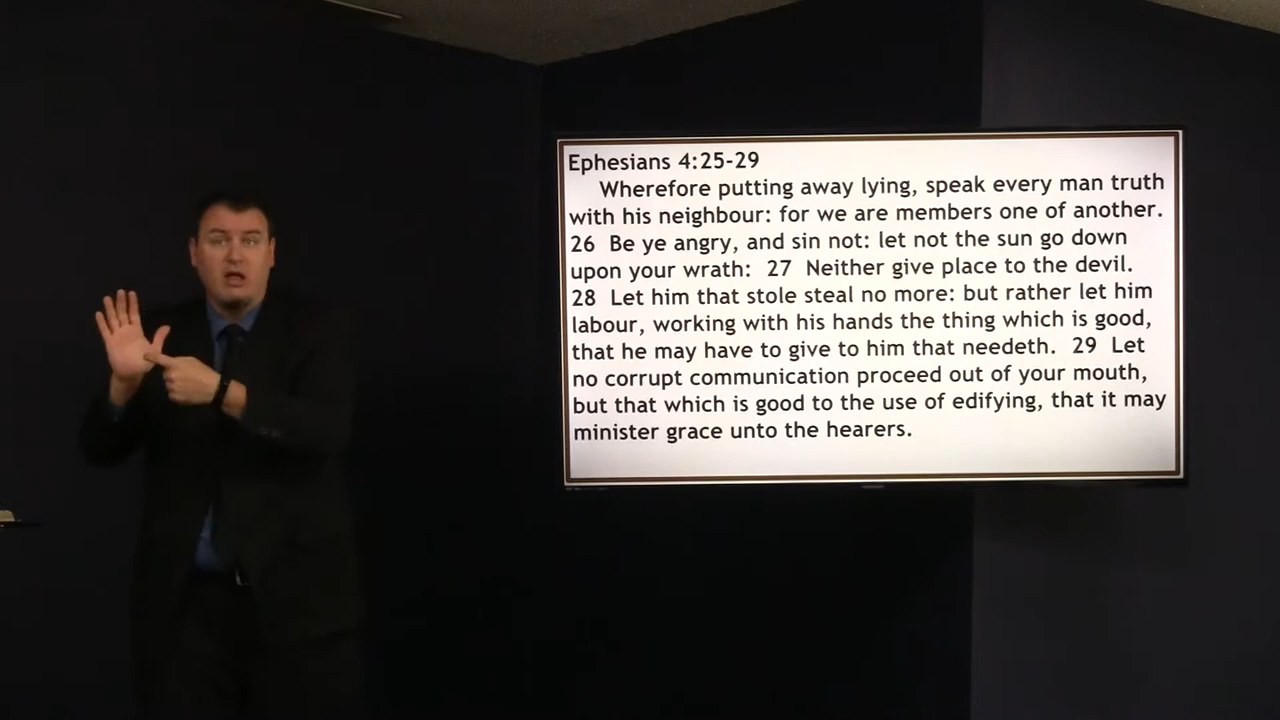 Ephesians 4:25-29
Wherefore putting away lying, speak every man truth
with his neighbour: for we are members one of another.
26 Be ye angry, and sin not: let not the sun go down
upon your wrath: 27 Neither give place to the devil.
28 Let him that stole steal no more: but rather let him
labour, working with his hands the thing which is good,
that he may have to give to him that needeth. 29 Let
no corrupt communication proceed out of your mouth,
but that which is good to the use of edifying, that it may
minister grace unto the hearers.